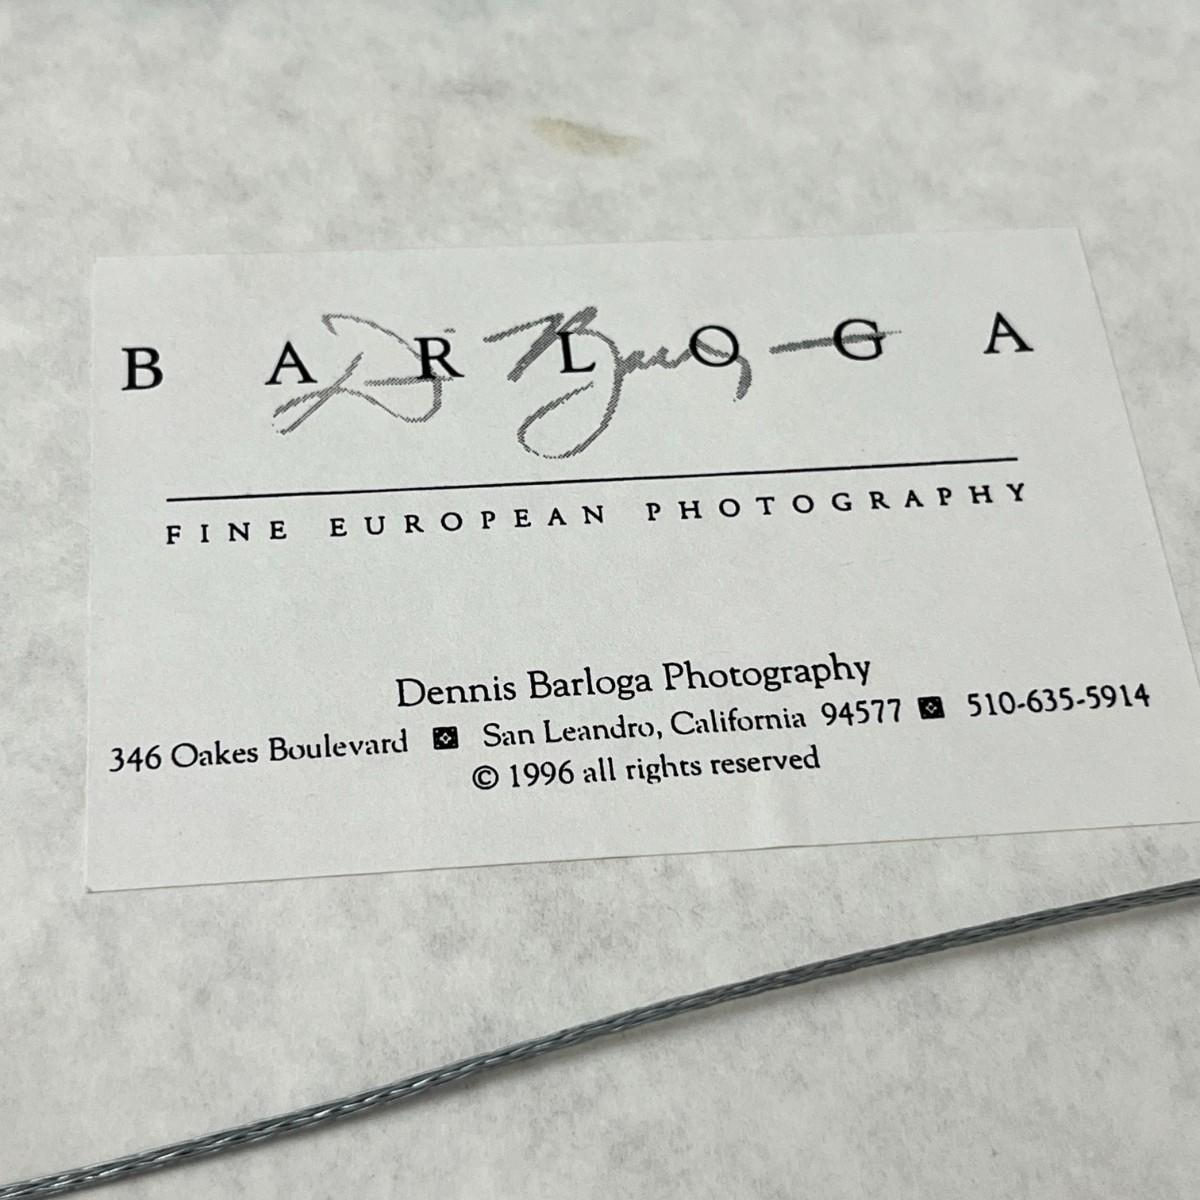 BARLOGA
FINE EUROPEAN PHOTOGRAPHY
Dennis Barloga Photography
346 Oakes Boulevard ❖ San Leandro, California 94577 ❖ 510-635-5914
© 1996 all rights reserved